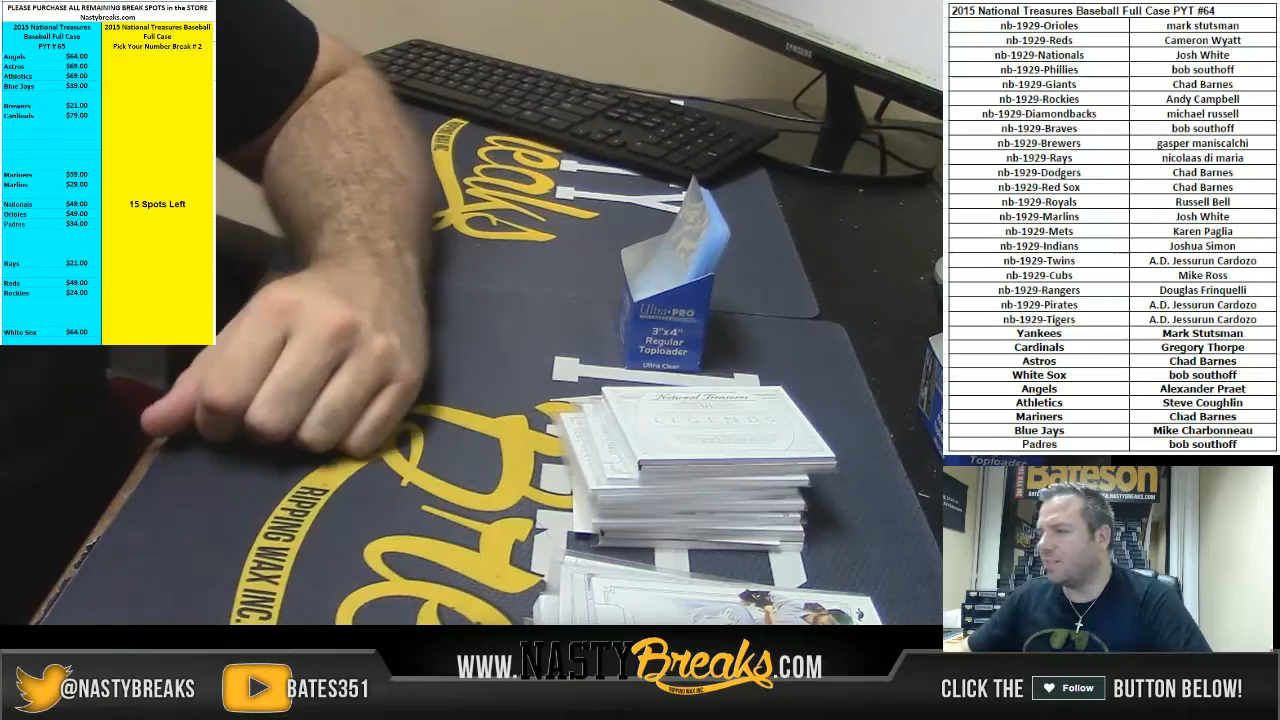 PLEASE PURCHASE ALL REMAINING BREAK SPOTS in the STORE
Nastybreaks.com
2015 National Treasures
Baseball Full Case
PYT # 65
Angels $64.00
Astros $69.00
Athletics $69.00
Blue Jays $39.00
Brewers $21.00
Cardinals $79.00
Mariners $59.00
Marlins $29.00
Nationals $49.00
Orioles $49.00
Padres $34.00
Rays $21.00
Reds $49.00
Rockies $24.00
White Sox $64.00
2015 National Treasures Baseball
Full Case
Pick Your Number Break # 2
15 Spots Left
SAMSUNG
Ultra PRO
3"x4"
Regular
Toploader
Ultra Clear
National Treasures
LEGENDS
RIPPING WAX INC.
Toploader
2015 National Treasures Baseball Full Case PYT #64
nb-1929-Orioles mark stutsman
nb-1929-Reds Cameron Wyatt
nb-1929-Nationals Josh White
nb-1929-Phillies bob southoff
nb-1929-Giants Chad Barnes
nb-1929-Rockies Andy Campbell
nb-1929-Diamondbacks michael russell
nb-1929-Braves bob southoff
nb-1929-Brewers gasper maniscalchi
nb-1929-Rays nicolaas di maria
nb-1929-Dodgers Chad Barnes
nb-1929-Red Sox Chad Barnes
nb-1929-Royals Russell Bell
nb-1929-Marlins Josh White
nb-1929-Mets Karen Paglia
nb-1929-Indians Joshua Simon
nb-1929-Twins A.D. Jessurun Cardozo
nb-1929-Cubs Mike Ross
nb-1929-Rangers Douglas Frinquelli
nb-1929-Pirates A.D. Jessurun Cardozo
nb-1929-Tigers A.D. Jessurun Cardozo
Yankees Mark Stutsman
Cardinals Gregory Thorpe
Astros Chad Barnes
White Sox bob southoff
Angels Alexander Praet
Athletics Steve Coughlin
Mariners Chad Barnes
Blue Jays Mike Charbonneau
Padres bob southoff
Bateson
@NASTYBREAKS
BATES351
WWW.NASTYBreaks.COM
RIPPING WAX INC.
CLICK THE Follow BUTTON BELOW!